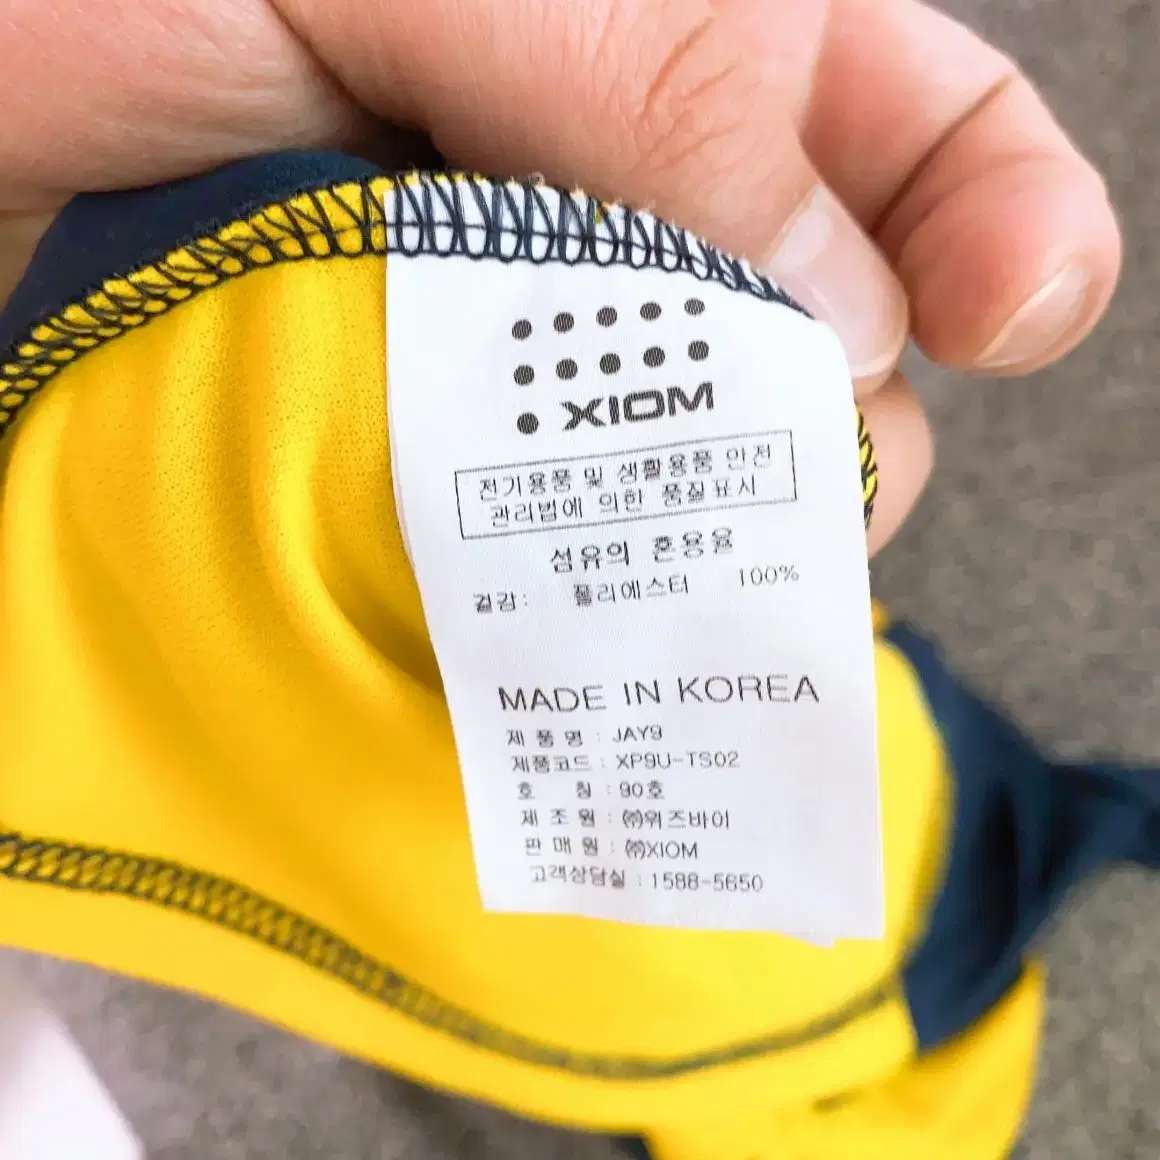 XIOM
전기용품 및 생활용품 안전
관리법에 의한 품질표시
섬유의 혼용율
겉감: 폴리에스터 100%
MADE IN KOREA
제 품 명 : JAY9
제품코드 : XP9U-TS02
호 칭 : 90호
제 조 원 : ㈜위즈바이
판 매 원 : ㈜XIOM
고객상담실 : 1588-5650